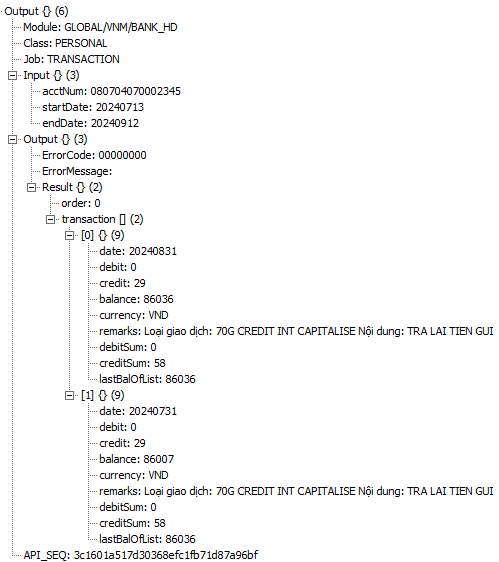 Output {} (6)
Module: GLOBAL/VNM/BANK_HD
Class: PERSONAL
Job: TRANSACTION
Input {} (3)
acctNum: 080704070002345
startDate: 20240713
endDate: 20240912
Output {} (3)
ErrorCode: 00000000
ErrorMessage:
Result {} (2)
order: 0
transaction [] (2)
[0] {} (9)
date: 20240831
debit: 0
credit: 29
balance: 86036
currency: VND
remarks: Loại giao dịch: 70G CREDIT INT CAPITALISE Nội dung: TRA LAI TIEN GUI
debitSum: 0
creditSum: 58
lastBalOfList: 86036
[1] {} (9)
date: 20240731
debit: 0
credit: 29
balance: 86007
currency: VND
remarks: Loại giao dịch: 70G CREDIT INT CAPITALISE Nội dung: TRA LAI TIEN GUI
debitSum: 0
creditSum: 58
lastBalOfList: 86036
API_SEQ: 3c1601a517d30368efc1fb71d87a96bf